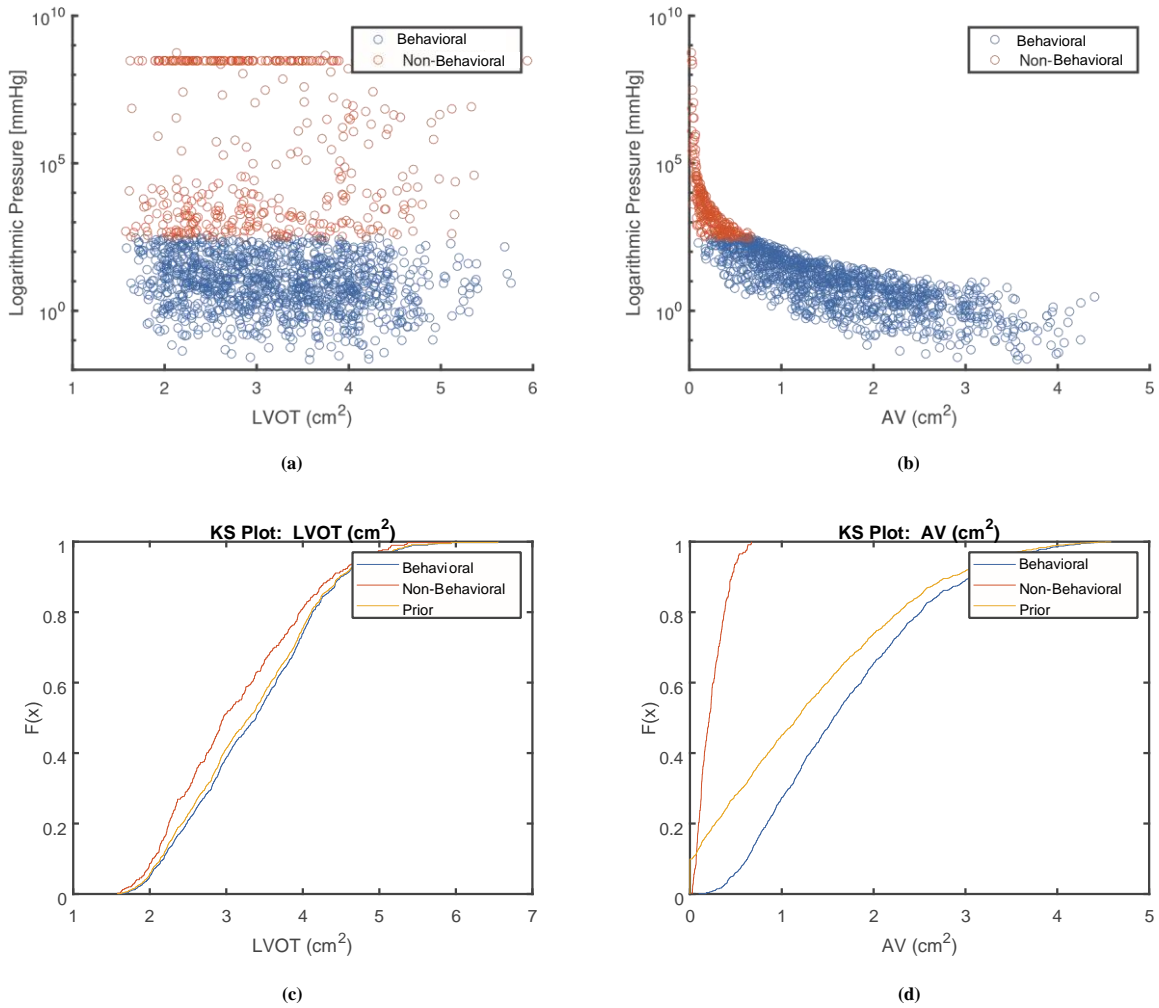 10^10
10^5
10^0
Logarithmic Pressure [mmHg]
Behavioral
Non-Behavioral
1 2 3 4 5 6
LVOT (cm^2)
(a)
10^10
10^5
10^0
Logarithmic Pressure [mmHg]
Behavioral
Non-Behavioral
0 1 2 3 4 5
AV (cm^2)
(b)
KS Plot: LVOT (cm^2)
1
0.8
0.6
0.4
0.2
0
F(x)
Behavioral
Non-Behavioral
Prior
1 2 3 4 5 6 7
LVOT (cm^2)
(c)
KS Plot: AV (cm^2)
1
0.8
0.6
0.4
0.2
0
F(x)
Behavioral
Non-Behavioral
Prior
0 1 2 3 4 5
AV (cm^2)
(d)